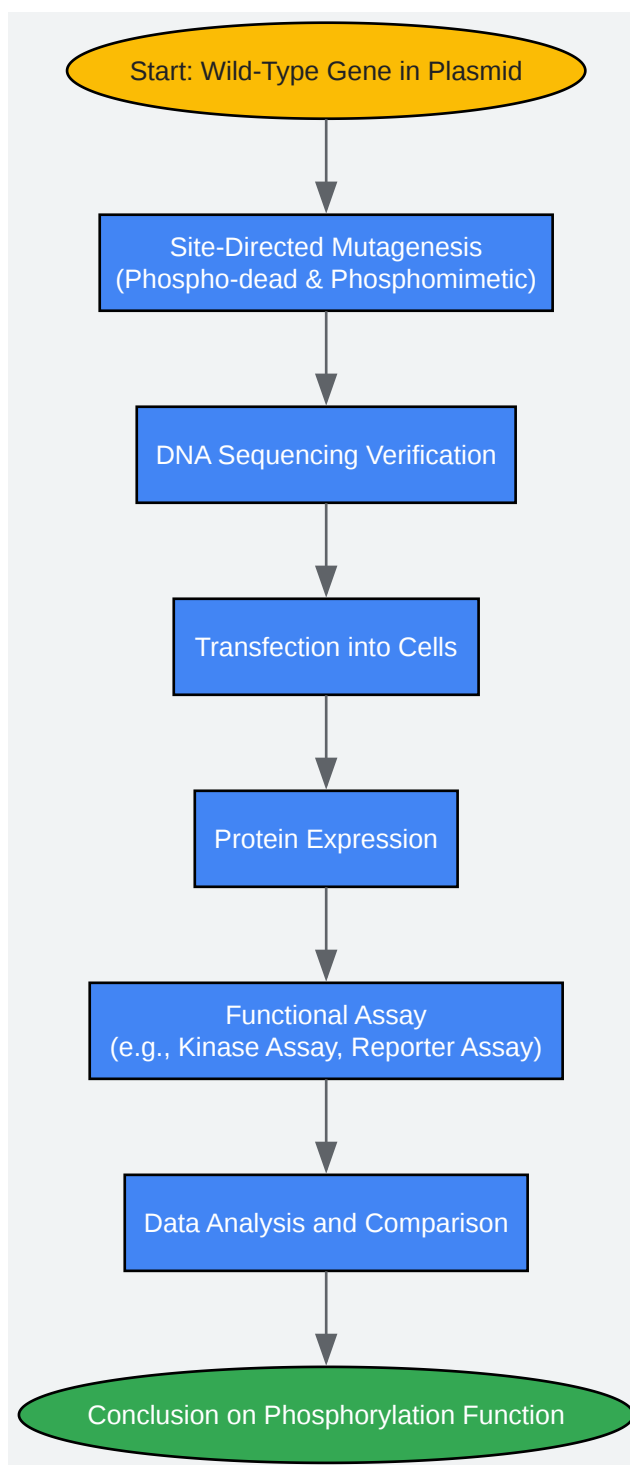 Start: Wild-Type Gene in Plasmid
Site-Directed Mutagenesis
(Phospho-dead & Phosphomimetic)
DNA Sequencing Verification
Transfection into Cells
Protein Expression
Functional Assay
(e.g., Kinase Assay, Reporter Assay)
Data Analysis and Comparison
Conclusion on Phosphorylation Function